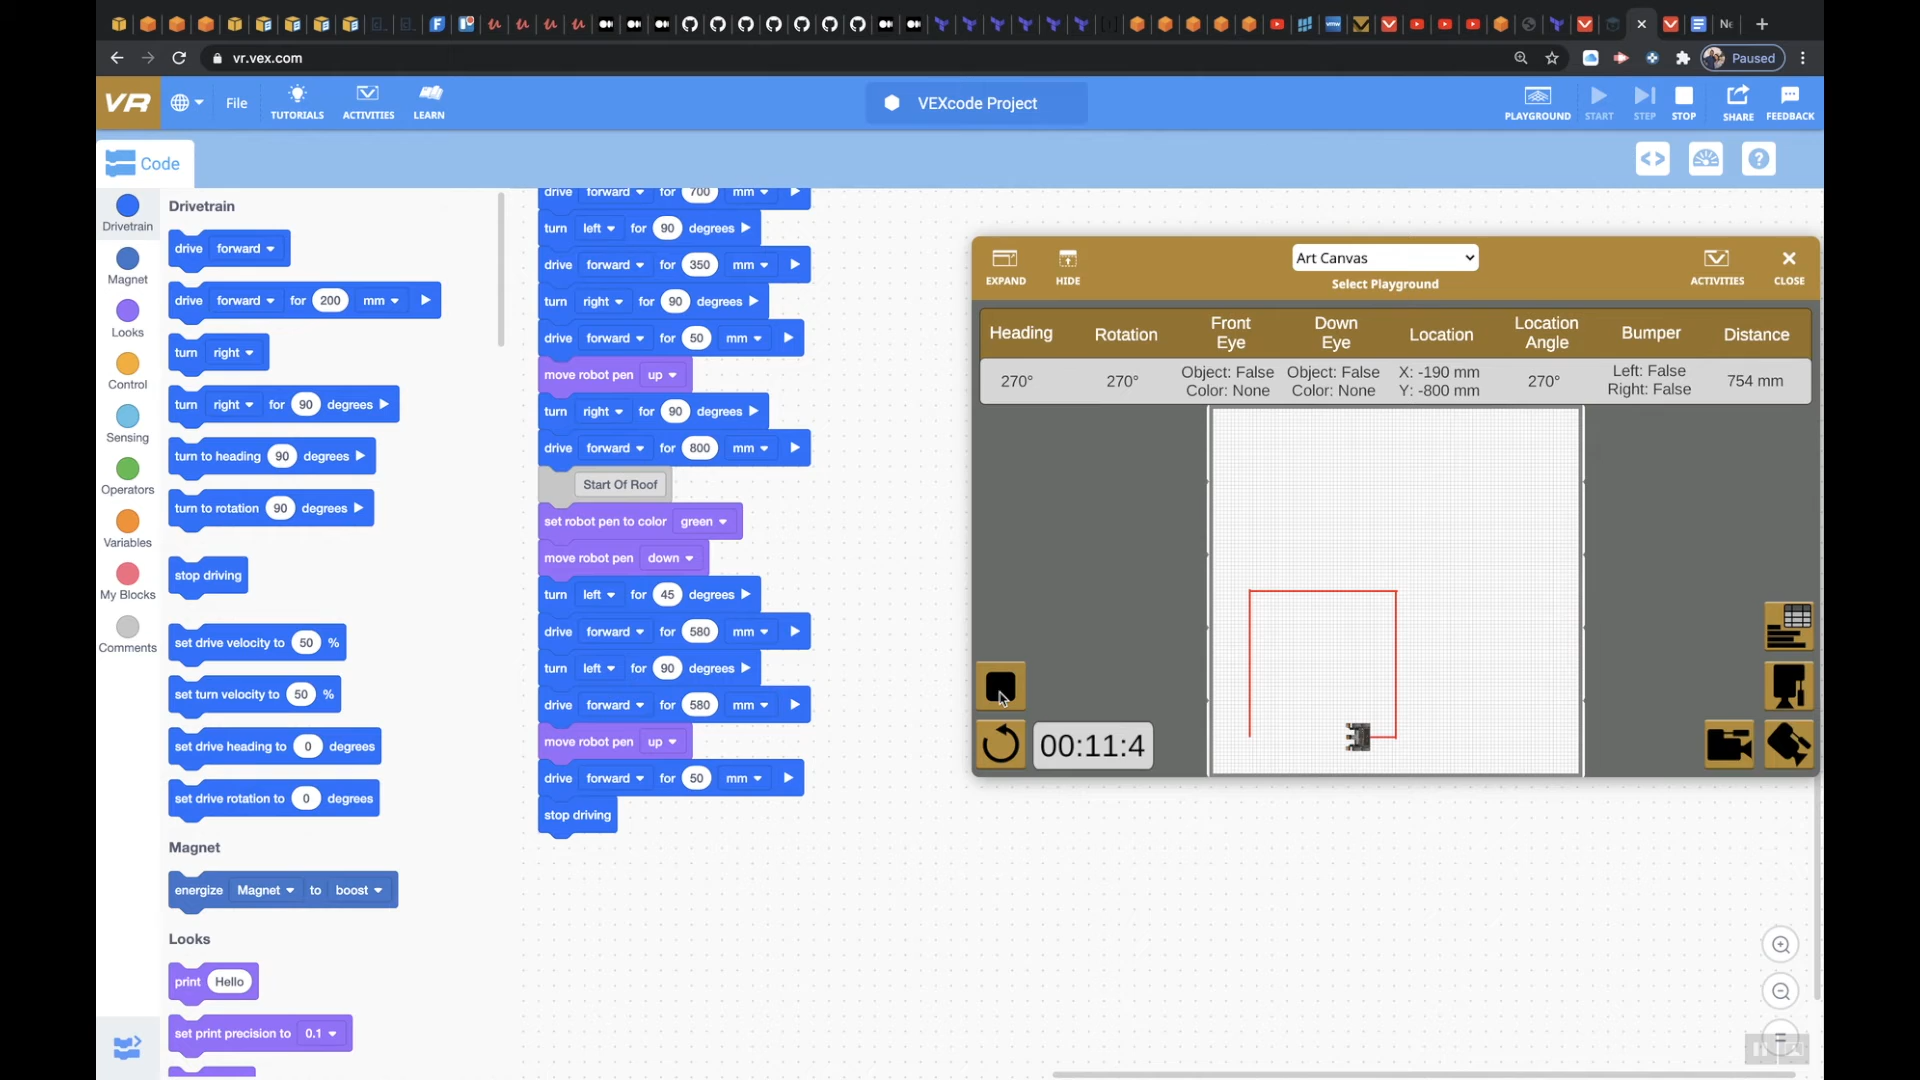 Ne
vr.vex.com
Paused
VR
File
TUTORIALS
ACTIVITIES
LEARN
VEXcode Project
PLAYGROUND
START
STEP
STOP
SHARE
FEEDBACK
Code
Drivetrain
Magnet
Looks
Control
Sensing
Operators
Variables
My Blocks
Comments
Drivetrain
drive forward
drive forward for 200 mm
turn right
turn right for 90 degrees
turn to heading 90 degrees
turn to rotation 90 degrees
stop driving
set drive velocity to 50 %
set turn velocity to 50 %
set drive heading to 0 degrees
set drive rotation to 0 degrees
Magnet
energize Magnet to boost
Looks
print Hello
set print precision to 0.1
drive forward for 700 mm
turn left for 90 degrees
drive forward for 350 mm
turn right for 90 degrees
drive forward for 50 mm
move robot pen up
turn right for 90 degrees
drive forward for 800 mm
Start Of Roof
set robot pen to color green
move robot pen down
turn left for 45 degrees
drive forward for 580 mm
turn left for 90 degrees
drive forward for 580 mm
move robot pen up
drive forward for 50 mm
stop driving
EXPAND
HIDE
Art Canvas
Select Playground
ACTIVITIES
CLOSE
Heading
Rotation
Front Eye
Down Eye
Location
Location Angle
Bumper
Distance
270°
270°
Object: False
Color: None
Object: False
Color: None
X: -190 mm
Y: -800 mm
270°
Left: False
Right: False
754 mm
00:11:4